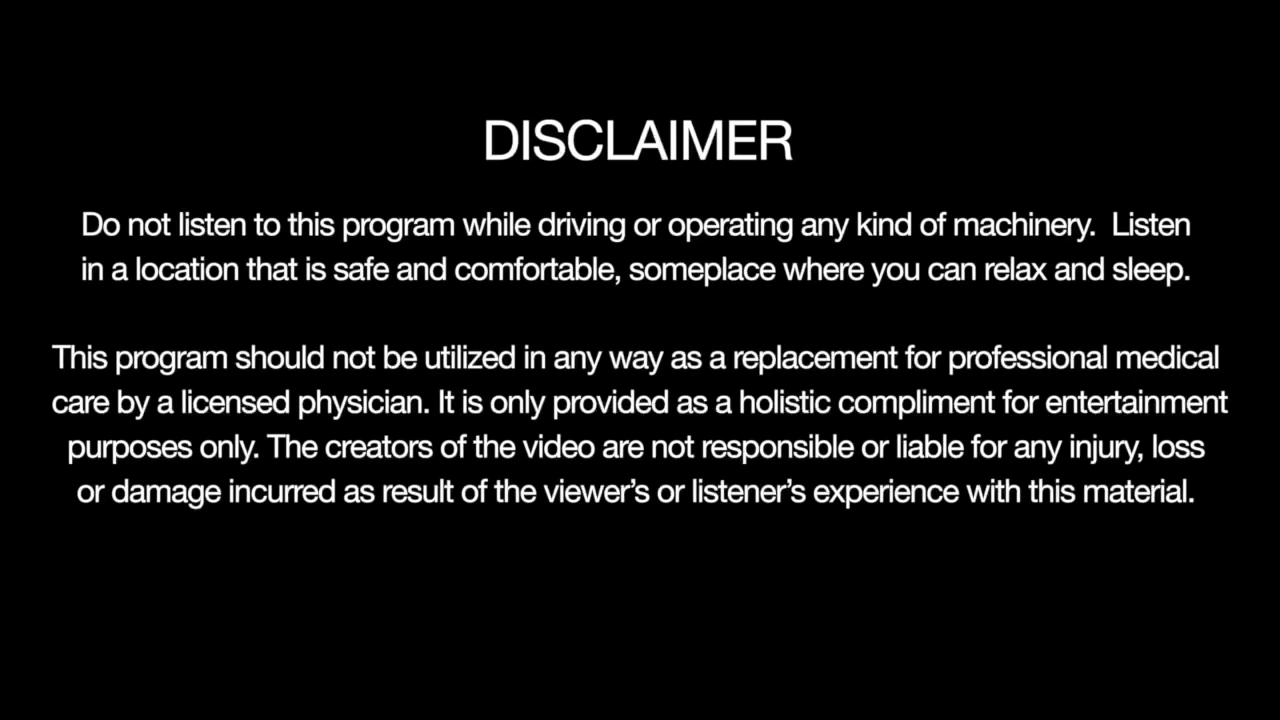 DISCLAIMER
Do not listen to this program while driving or operating any kind of machinery.  Listen
in a location that is safe and comfortable, someplace where you can relax and sleep.
This program should not be utilized in any way as a replacement for professional medical
care by a licensed physician. It is only provided as a holistic compliment for entertainment
purposes only. The creators of the video are not responsible or liable for any injury, loss
or damage incurred as result of the viewer’s or listener’s experience with this material.